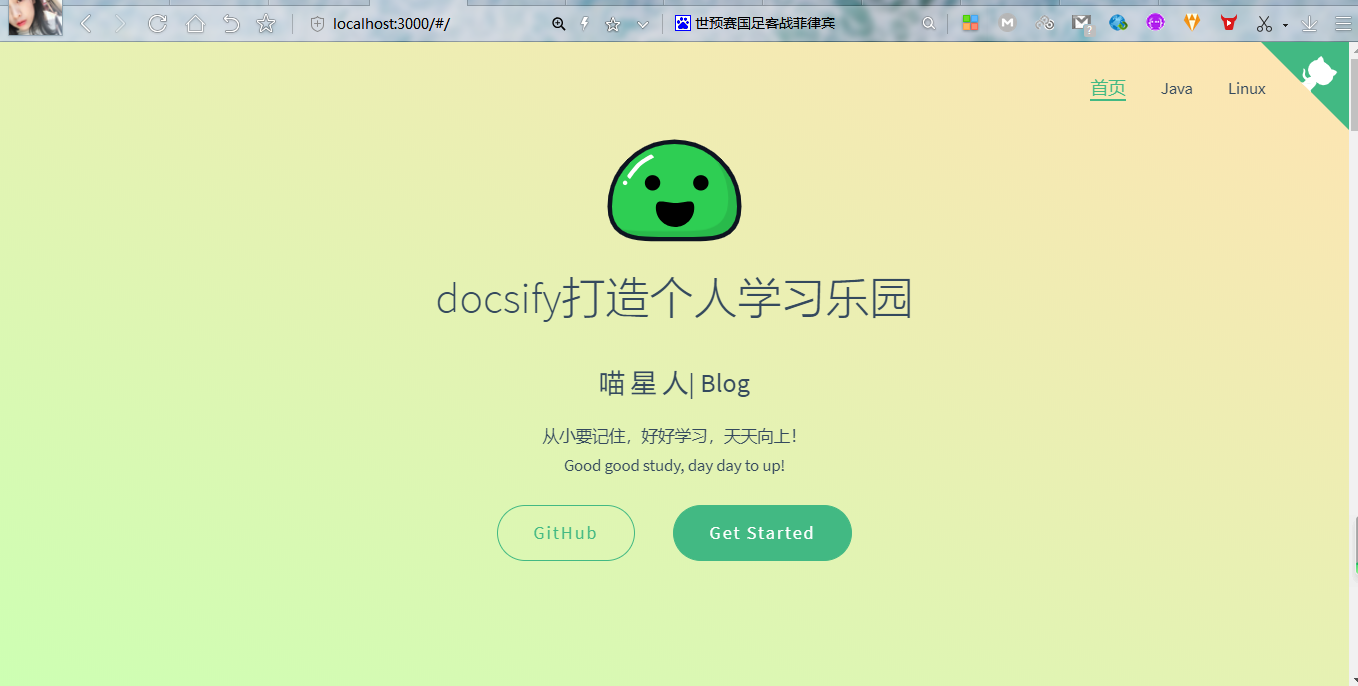 localhost:3000/#/
世预赛国足客战菲律宾
首页 Java Linux
docsify打造个人学习乐园
喵 星 人| Blog
从小要记住，好好学习，天天向上！
Good good study, day day to up!
GitHub Get Started